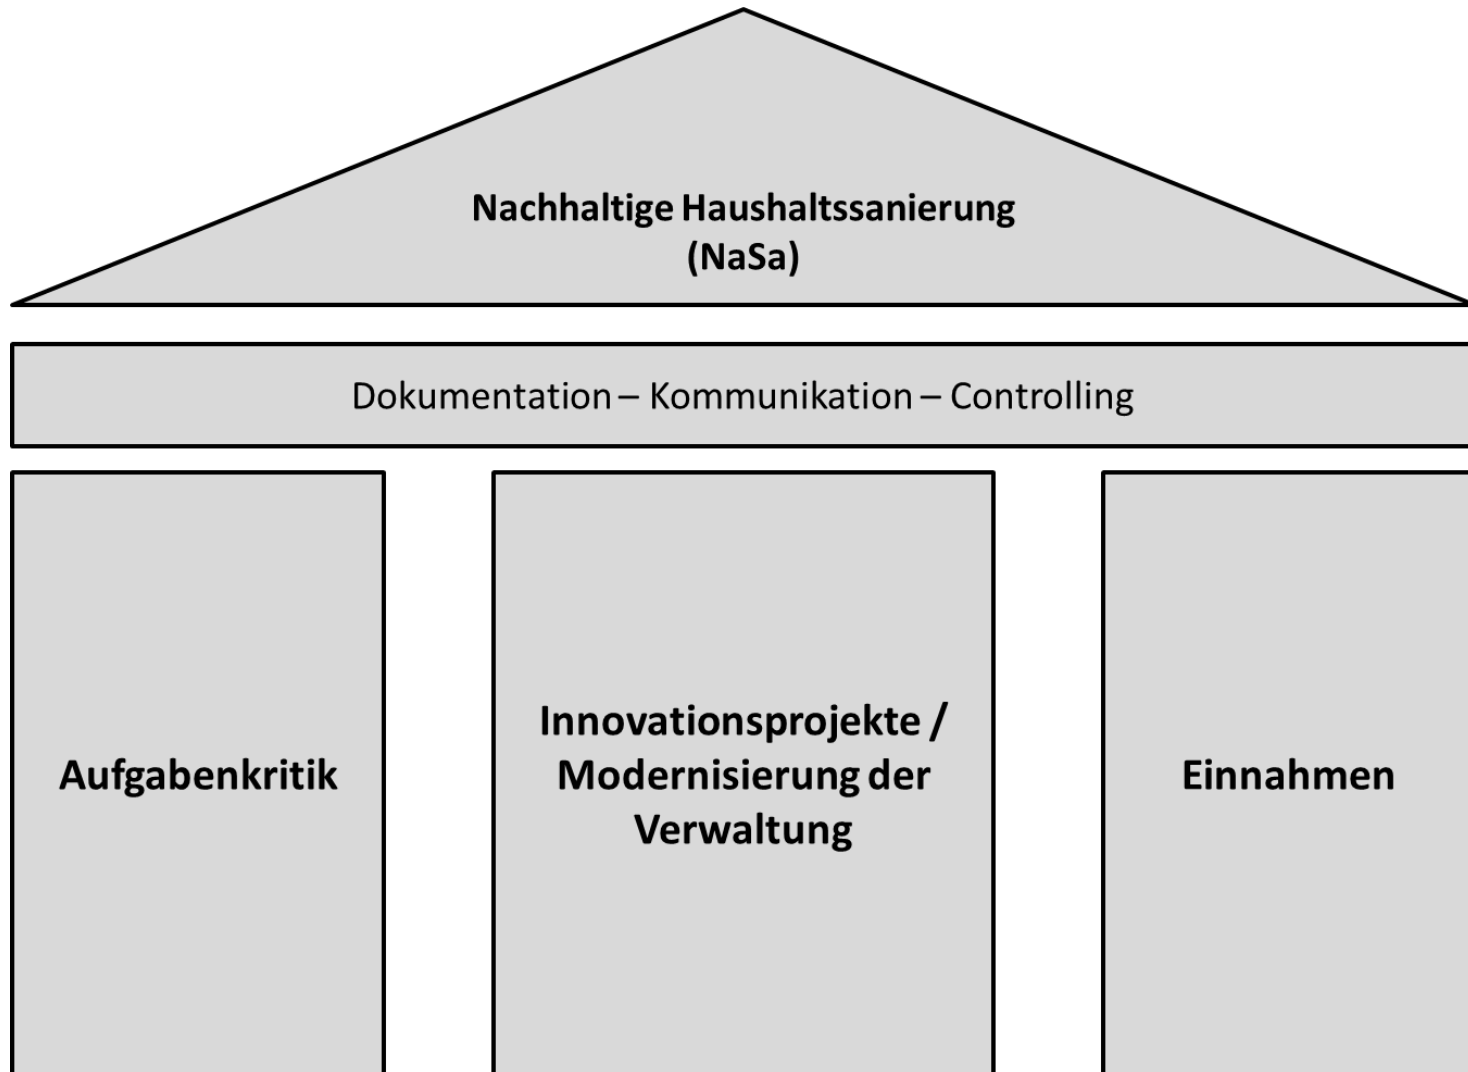 Nachhaltige Haushaltssanierung
(NaSa)
Dokumentation – Kommunikation – Controlling
Aufgabenkritik
Innovationsprojekte /
Modernisierung der
Verwaltung
Einnahmen